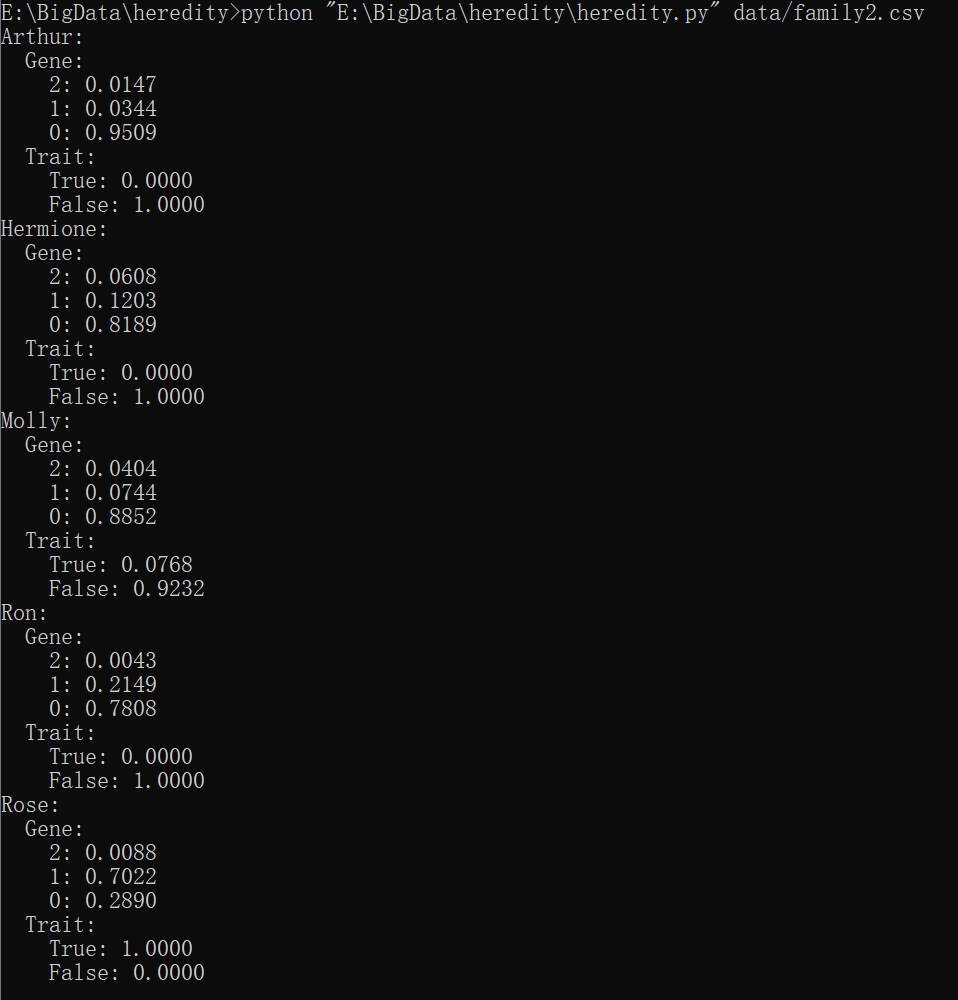 E:\BigData\heredity>python "E:\BigData\heredity\heredity.py" data/family2.csv
Arthur:
  Gene:
    2: 0.0147
    1: 0.0344
    0: 0.9509
  Trait:
    True: 0.0000
    False: 1.0000
Hermione:
  Gene:
    2: 0.0608
    1: 0.1203
    0: 0.8189
  Trait:
    True: 0.0000
    False: 1.0000
Molly:
  Gene:
    2: 0.0404
    1: 0.0744
    0: 0.8852
  Trait:
    True: 0.0768
    False: 0.9232
Ron:
  Gene:
    2: 0.0043
    1: 0.2149
    0: 0.7808
  Trait:
    True: 0.0000
    False: 1.0000
Rose:
  Gene:
    2: 0.0088
    1: 0.7022
    0: 0.2890
  Trait:
    True: 1.0000
    False: 0.0000